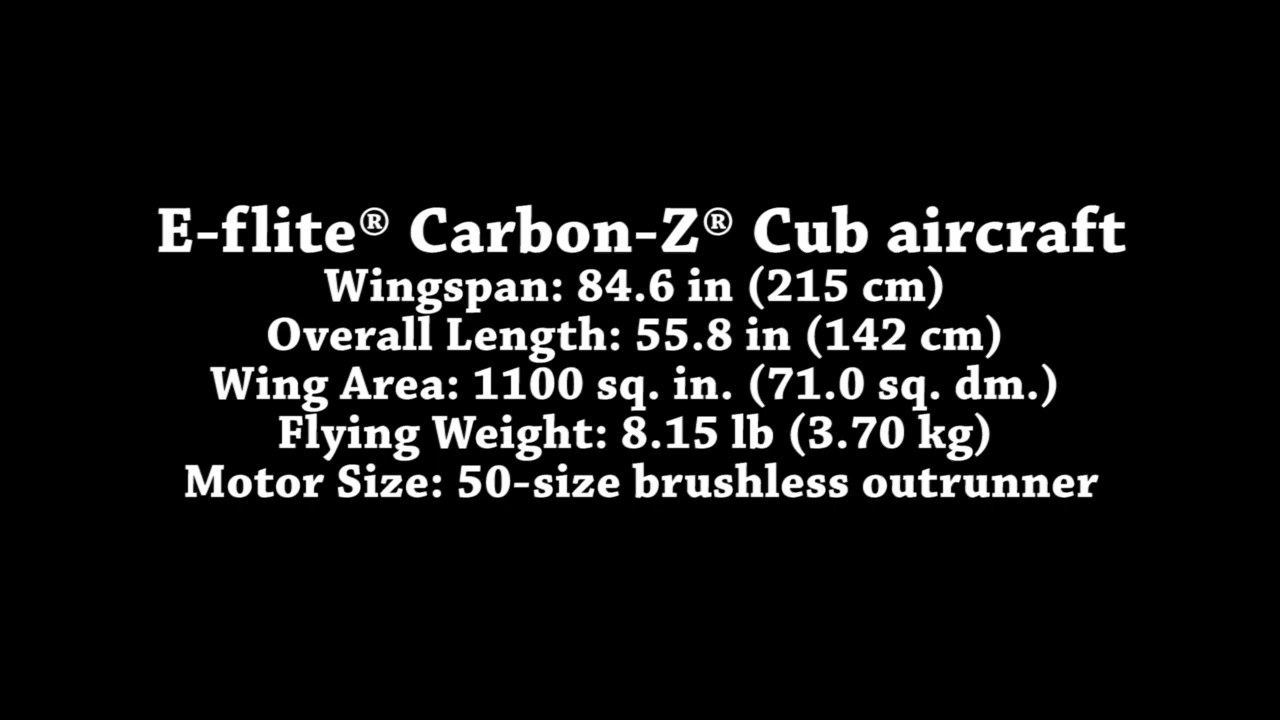 E-flite® Carbon-Z® Cub aircraft
Wingspan: 84.6 in (215 cm)
Overall Length: 55.8 in (142 cm)
Wing Area: 1100 sq. in. (71.0 sq. dm.)
Flying Weight: 8.15 lb (3.70 kg)
Motor Size: 50-size brushless outrunner